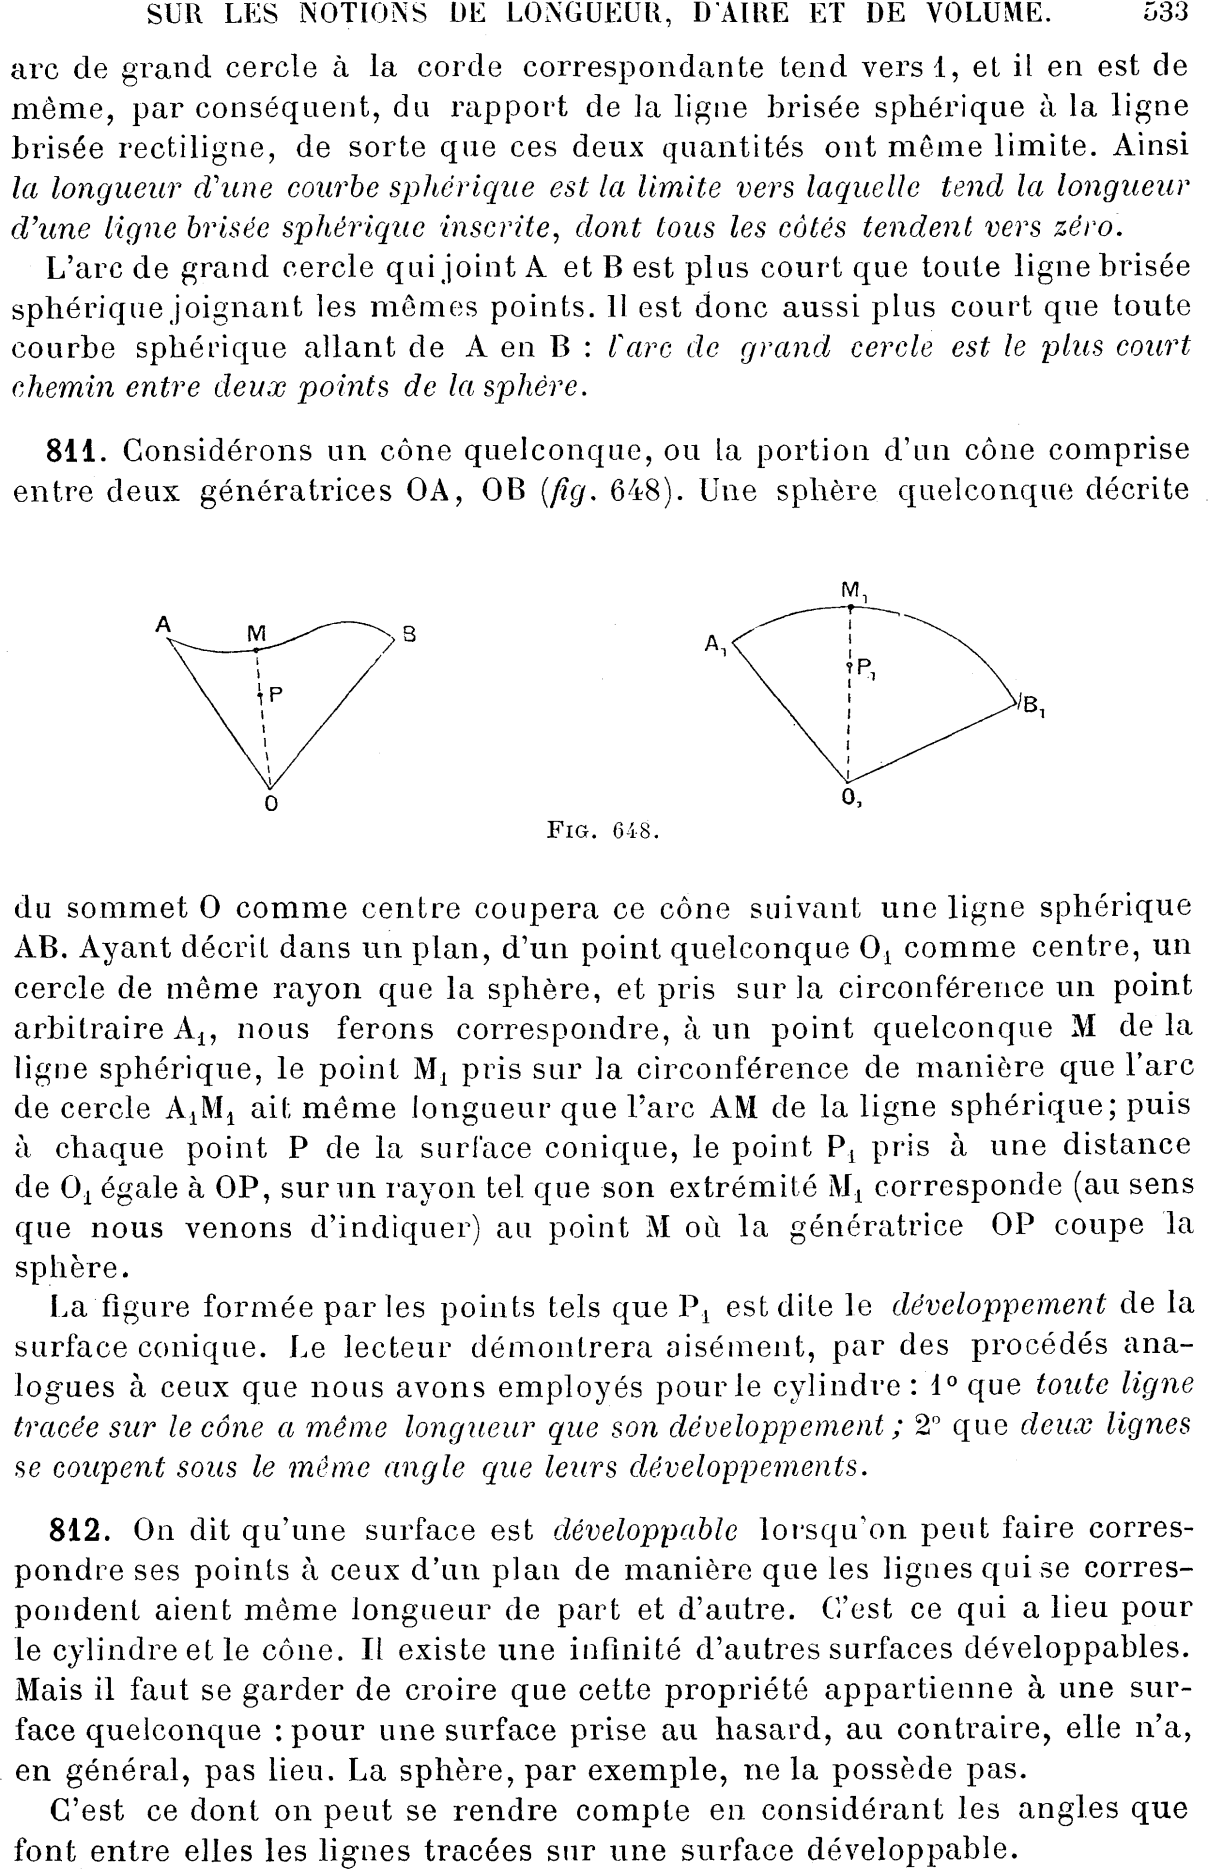 SUR LES NOTIONS DE LONGUEUR, D'AIRE ET DE VOLUME. 533
arc de grand cercle à la corde correspondante tend vers 1, et il en est de
même, par conséquent, du rapport de la ligne brisée sphérique à la ligne
brisée rectiligne, de sorte que ces deux quantités ont même limite. Ainsi
la longueur d'une courbe sphérique est la limite vers laquelle tend la longueur
d'une ligne brisée sphérique inscrite, dont tous les côtés tendent vers zéro.
L'arc de grand cercle qui joint A et B est plus court que toute ligne brisée
sphérique joignant les mêmes points. Il est donc aussi plus court que toute
courbe sphérique allant de A en B : l'arc de grand cercle est le plus court
chemin entre deux points de la sphère.
811. Considérons un cône quelconque, ou la portion d'un cône comprise
entre deux génératrices OA, OB (fig. 648). Une sphère quelconque décrite
A M B P O
M₁ A₁ P₁ B₁ O₁
FIG. 648.
du sommet O comme centre coupera ce cône suivant une ligne sphérique
AB. Ayant décrit dans un plan, d'un point quelconque O₁ comme centre, un
cercle de même rayon que la sphère, et pris sur la circonférence un point
arbitraire A₁, nous ferons correspondre, à un point quelconque M de la
ligne sphérique, le point M₁ pris sur la circonférence de manière que l'arc
de cercle A₁M₁ ait même longueur que l'arc AM de la ligne sphérique; puis
à chaque point P de la surface conique, le point P₁ pris à une distance
de O₁ égale à OP, sur un rayon tel que son extrémité M₁ corresponde (au sens
que nous venons d'indiquer) au point M où la génératrice OP coupe la
sphère.
La figure formée par les points tels que P₁ est dite le développement de la
surface conique. Le lecteur démontrera aisément, par des procédés ana-
logues à ceux que nous avons employés pour le cylindre : 1° que toute ligne
tracée sur le cône a même longueur que son développement ; 2° que deux lignes
se coupent sous le même angle que leurs développements.
812. On dit qu'une surface est développable lorsqu'on peut faire corres-
pondre ses points à ceux d'un plan de manière que les lignes qui se corres-
pondent aient même longueur de part et d'autre. C'est ce qui a lieu pour
le cylindre et le cône. Il existe une infinité d'autres surfaces développables.
Mais il faut se garder de croire que cette propriété appartienne à une sur-
face quelconque : pour une surface prise au hasard, au contraire, elle n'a,
en général, pas lieu. La sphère, par exemple, ne la possède pas.
C'est ce dont on peut se rendre compte en considérant les angles que
font entre elles les lignes tracées sur une surface développable.